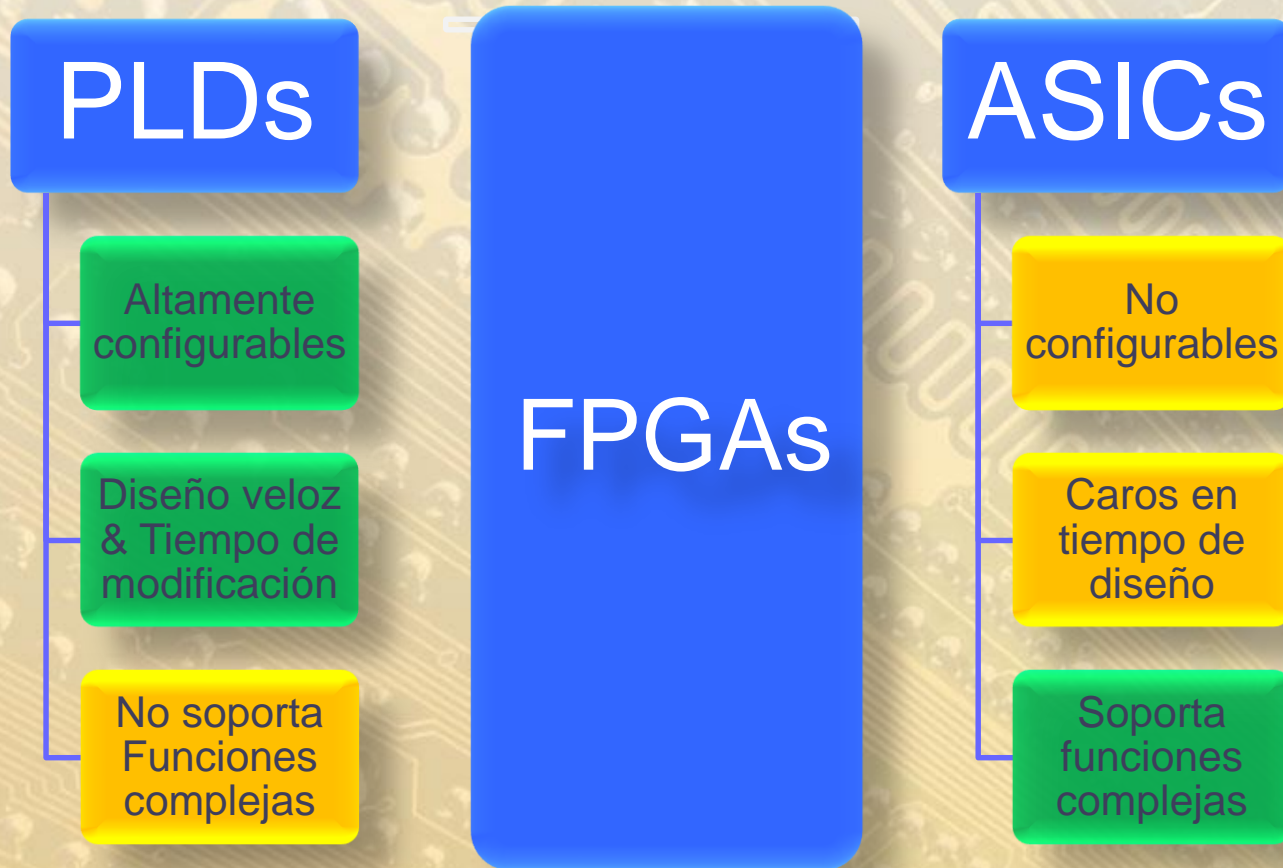 PLDs
Altamente
configurables
Diseño veloz
& Tiempo de
modificación
No soporta
Funciones
complejas
FPGAs
ASICs
No
configurables
Caros en
tiempo de
diseño
Soporta
funciones
complejas